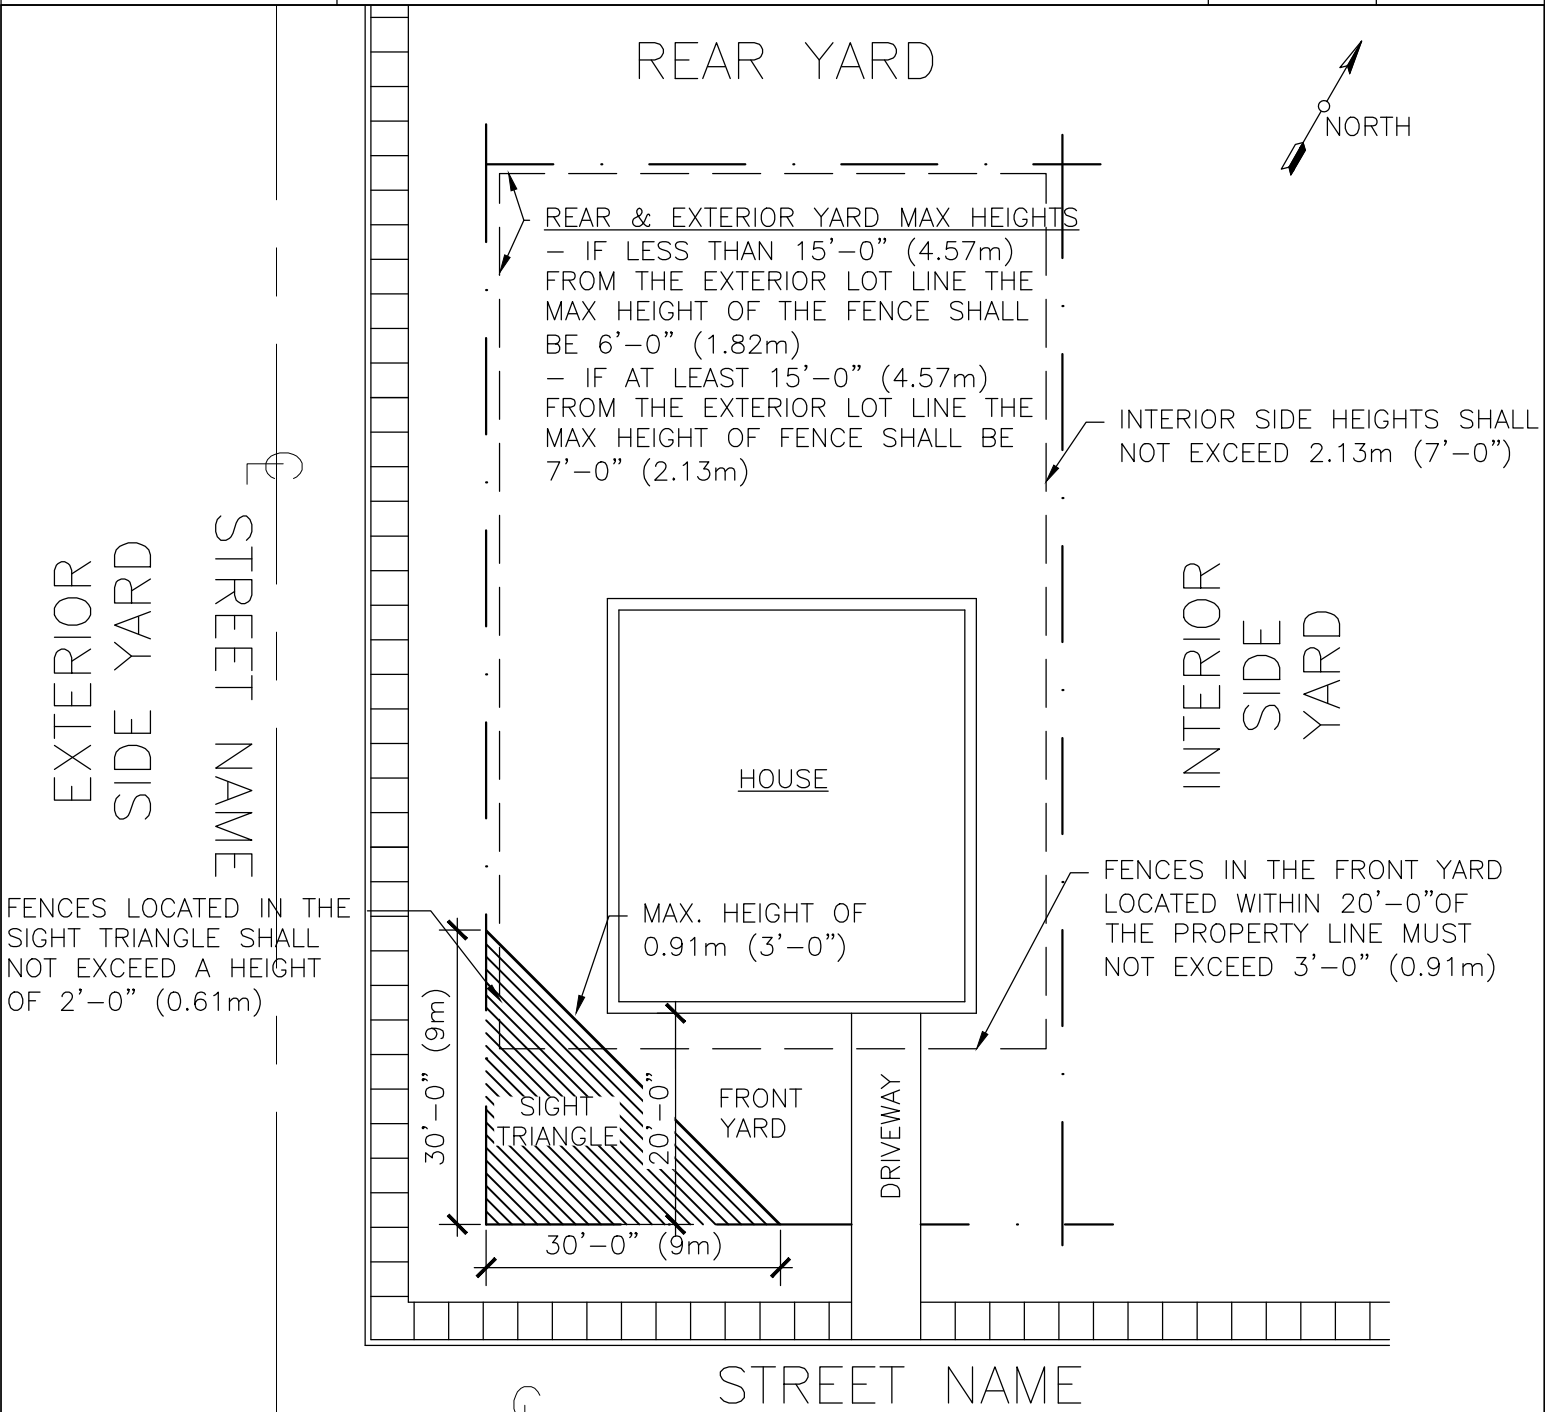 REAR YARD
NORTH
REAR & EXTERIOR YARD MAX HEIGHTS
– IF LESS THAN 15'–0" (4.57m)
FROM THE EXTERIOR LOT LINE THE
MAX HEIGHT OF THE FENCE SHALL
BE 6'–0" (1.82m)
– IF AT LEAST 15'–0" (4.57m)
FROM THE EXTERIOR LOT LINE THE
MAX HEIGHT OF FENCE SHALL BE
7'–0" (2.13m)
INTERIOR SIDE HEIGHTS SHALL
NOT EXCEED 2.13m (7'–0")
EXTERIOR
SIDE YARD
STREET NAME
INTERIOR
SIDE
YARD
HOUSE
FENCES LOCATED IN THE
SIGHT TRIANGLE SHALL
NOT EXCEED A HEIGHT
OF 2'–0" (0.61m)
MAX. HEIGHT OF
0.91m (3'–0")
FENCES IN THE FRONT YARD
LOCATED WITHIN 20'–0"OF
THE PROPERTY LINE MUST
NOT EXCEED 3'–0" (0.91m)
30'–0" (9m)
SIGHT
TRIANGLE
20'–0"
FRONT
YARD
DRIVEWAY
30'–0" (9m)
STREET NAME